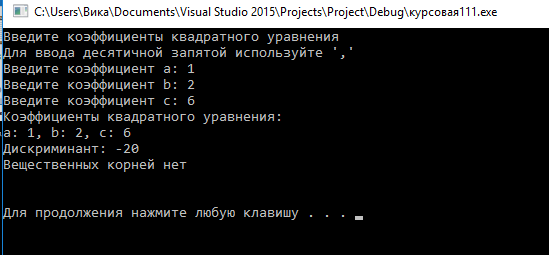 C:\Users\Вика\Documents\Visual Studio 2015\Projects\Project\Debug\курсовая111.exe
Введите коэффициенты квадратного уравнения
Для ввода десятичной запятой используйте ','
Введите коэффициент a: 1
Введите коэффициент b: 2
Введите коэффициент c: 6
Коэффициенты квадратного уравнения:
a: 1, b: 2, c: 6
Дискриминант: -20
Вещественных корней нет
Для продолжения нажмите любую клавишу . . .